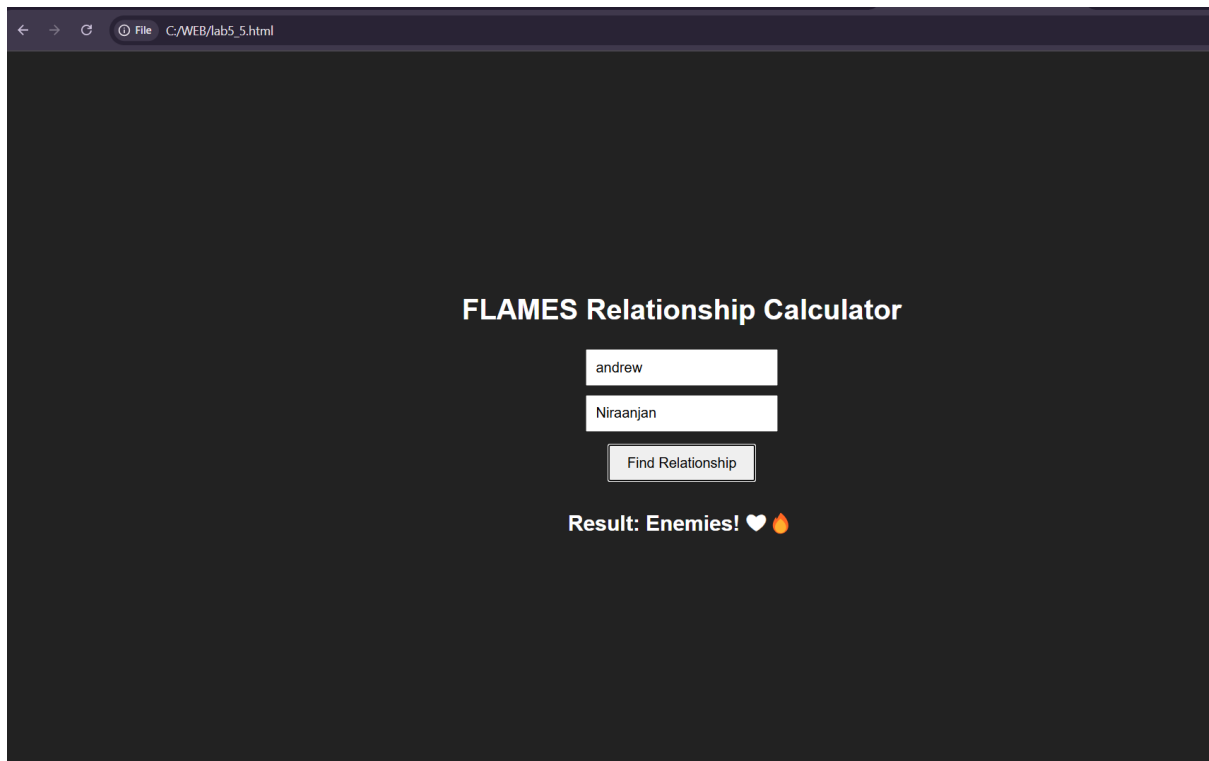 File C:/WEB/lab5_5.html
FLAMES Relationship Calculator
andrew
Niraanjan
Find Relationship
Result: Enemies! 🤍🔥